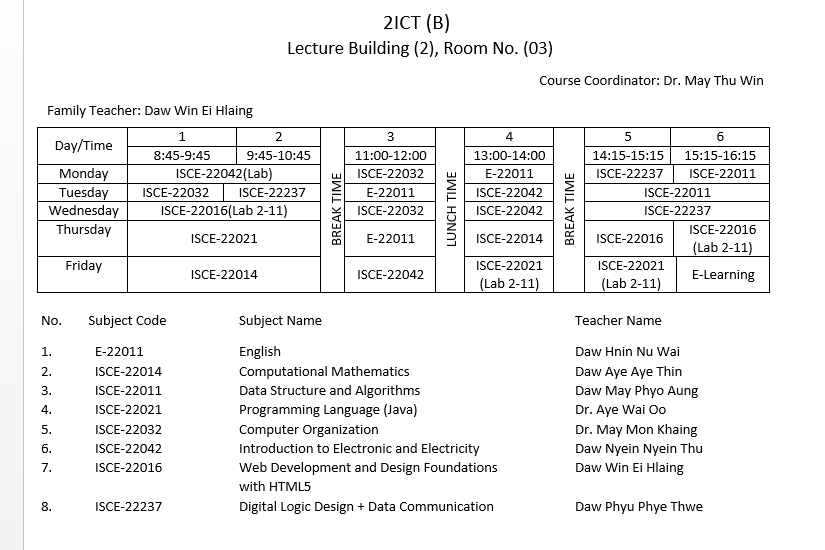 2ICT (B)
Lecture Building (2), Room No. (03)
Course Coordinator: Dr. May Thu Win
Family Teacher: Daw Win Ei Hlaing
Day/Time 1 2 BREAK TIME 3 LUNCH TIME 4 BREAK TIME 5 6
8:45-9:45 9:45-10:45 11:00-12:00 13:00-14:00 14:15-15:15 15:15-16:15
Monday ISCE-22042(Lab) ISCE-22032 E-22011 ISCE-22237 ISCE-22011
Tuesday ISCE-22032 ISCE-22237 E-22011 ISCE-22042 ISCE-22011
Wednesday ISCE-22016(Lab 2-11) ISCE-22032 ISCE-22042 ISCE-22237
Thursday ISCE-22021 E-22011 ISCE-22014 ISCE-22016 ISCE-22016
(Lab 2-11)
Friday ISCE-22014 ISCE-22042 ISCE-22021 ISCE-22021 E-Learning
(Lab 2-11) (Lab 2-11)
No. Subject Code Subject Name Teacher Name
1. E-22011 English Daw Hnin Nu Wai
2. ISCE-22014 Computational Mathematics Daw Aye Aye Thin
3. ISCE-22011 Data Structure and Algorithms Daw May Phyo Aung
4. ISCE-22021 Programming Language (Java) Dr. Aye Wai Oo
5. ISCE-22032 Computer Organization Dr. May Mon Khaing
6. ISCE-22042 Introduction to Electronic and Electricity Daw Nyein Nyein Thu
7. ISCE-22016 Web Development and Design Foundations Daw Win Ei Hlaing
with HTML5
8. ISCE-22237 Digital Logic Design + Data Communication Daw Phyu Phye Thwe